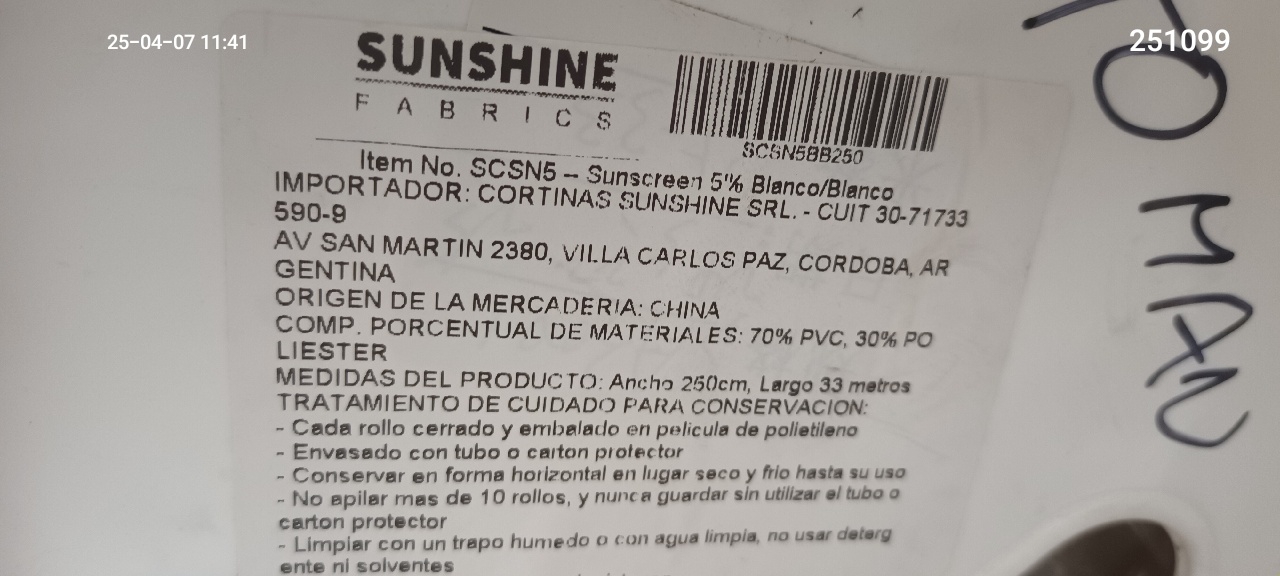 25-04-07 11:41
251099
SUNSHINE
FABRICS
SCSN5BB250
Item No. SCSN5 – Sunscreen 5% Blanco/Blanco
IMPORTADOR: CORTINAS SUNSHINE SRL. - CUIT 30-71733
590-9
AV SAN MARTIN 2380, VILLA CARLOS PAZ, CORDOBA, AR
GENTINA
ORIGEN DE LA MERCADERIA: CHINA
COMP. PORCENTUAL DE MATERIALES: 70% PVC, 30% PO
LIESTER
MEDIDAS DEL PRODUCTO: Ancho 250cm, Largo 33 metros
TRATAMIENTO DE CUIDADO PARA CONSERVACION:
- Cada rollo cerrado y embalado en pelicula de polietileno
- Envasado con tubo o carton protector
- Conservar en forma horizontal en lugar seco y frio hasta su uso
- No apilar mas de 10 rollos, y nunca guardar sin utilizar el tubo o
carton protector
- Limpiar con un trapo humedo o con agua limpia, no usar deterg
ente ni solventes